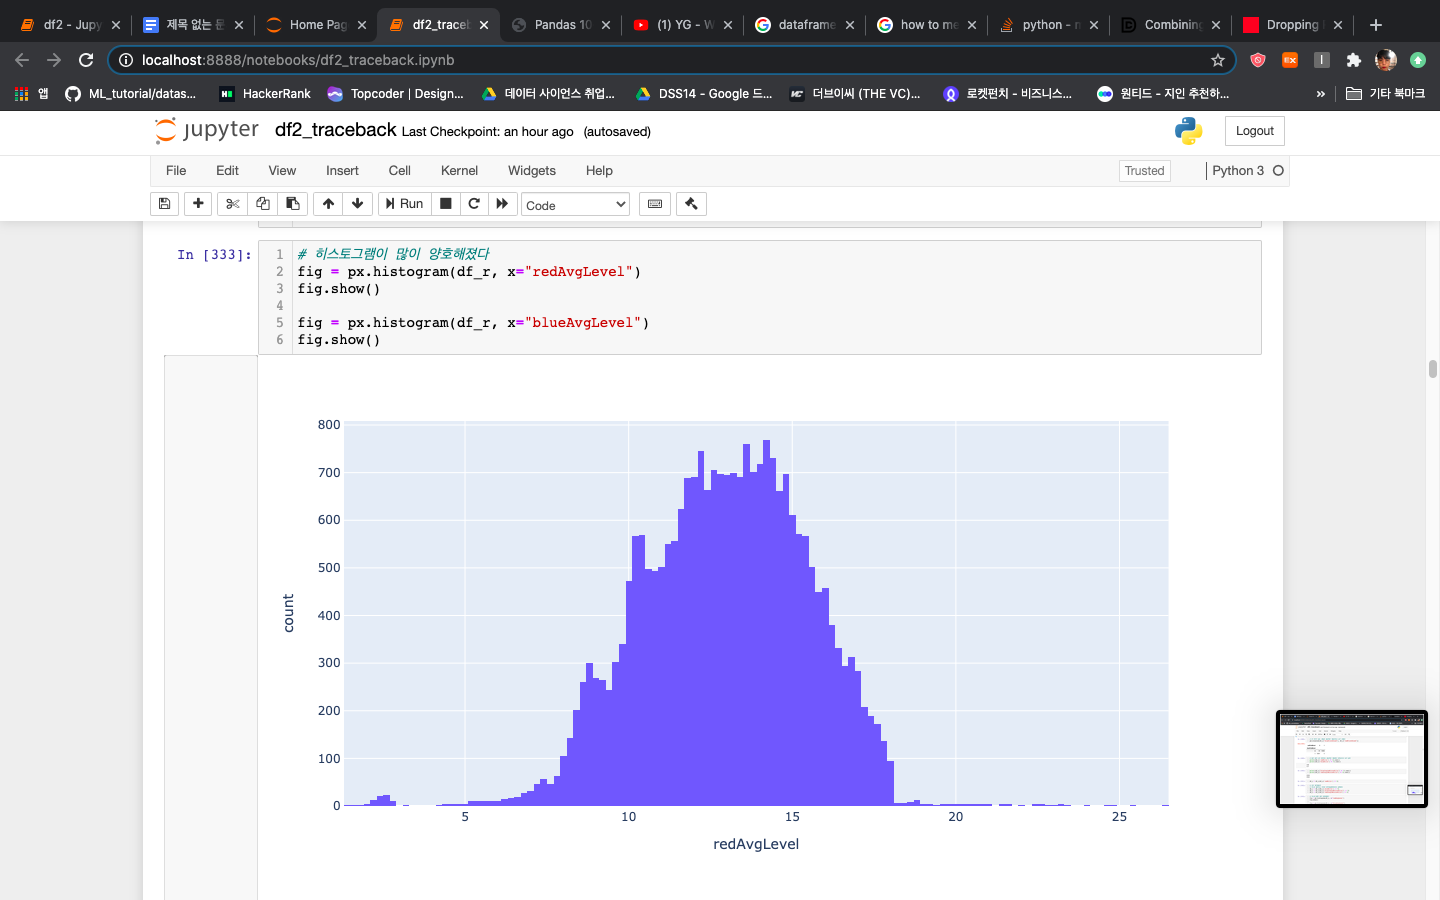 df2 - Jupy
제목 없는 문
Home Pag
df2_traceb
Pandas 10
(1) YG - W
dataframe
how to me
python - n
Combining
Dropping
localhost:8888/notebooks/df2_traceback.ipynb
앱
ML_tutorial/datas...
HackerRank
Topcoder | Design...
데이터 사이언스 취업...
DSS14 - Google 드...
더브이씨 (THE VC)...
로켓펀치 - 비즈니스...
원티드 - 지인 추천하...
»
기타 북마크
jupyter df2_traceback Last Checkpoint: an hour ago (autosaved)
Logout
File Edit View Insert Cell Kernel Widgets Help
Trusted
Python 3
Run
Code
In [333]:
1 # 히스토그램이 많이 양호해졌다
2 fig = px.histogram(df_r, x="redAvgLevel")
3 fig.show()
4
5 fig = px.histogram(df_r, x="blueAvgLevel")
6 fig.show()
800
700
600
500
400
300
200
100
0
count
5 10 15 20 25
redAvgLevel